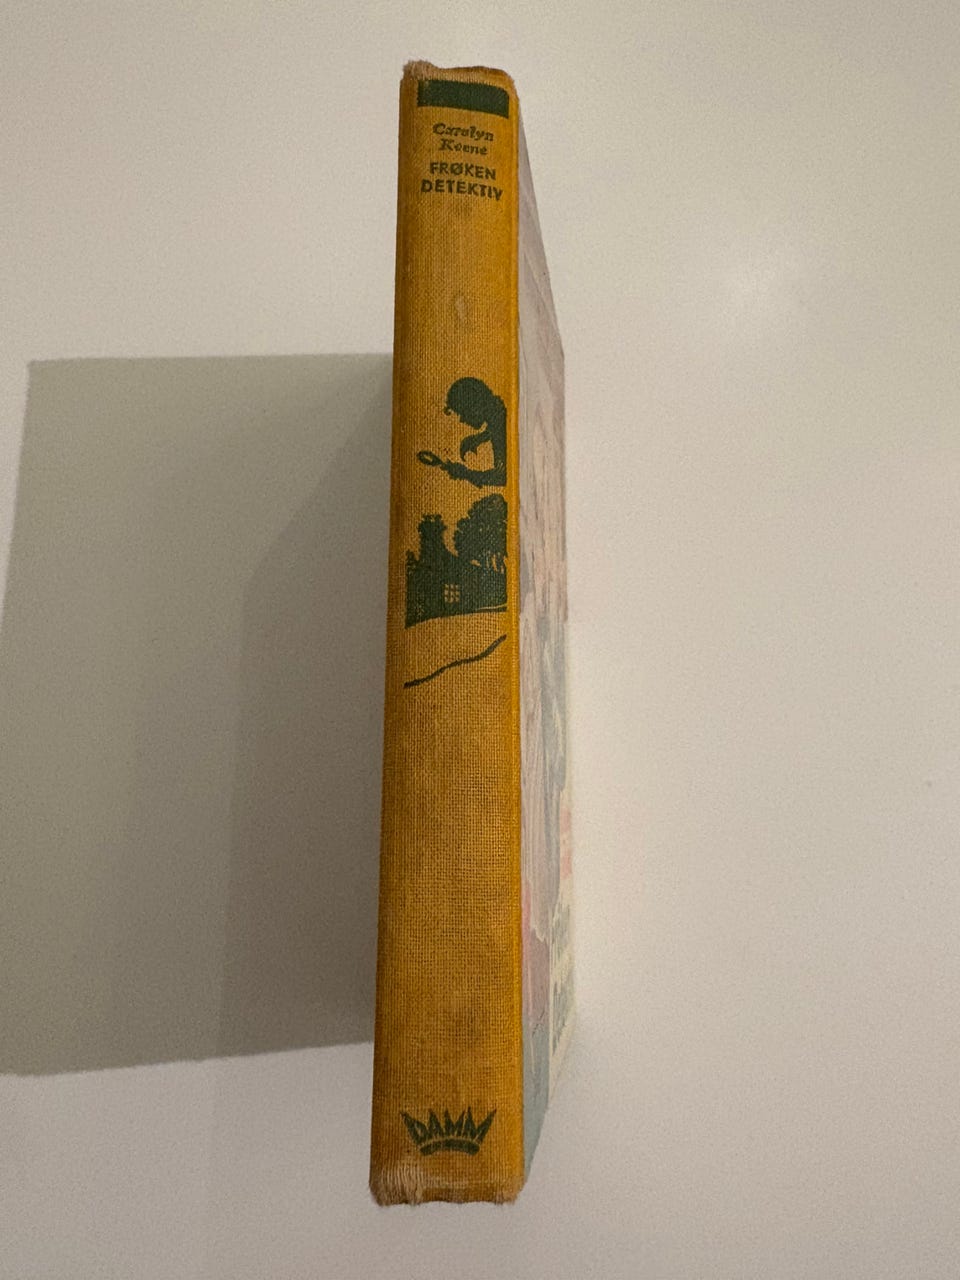 Carolyn
Keene
FRØKEN
DETEKTIV
DAMM